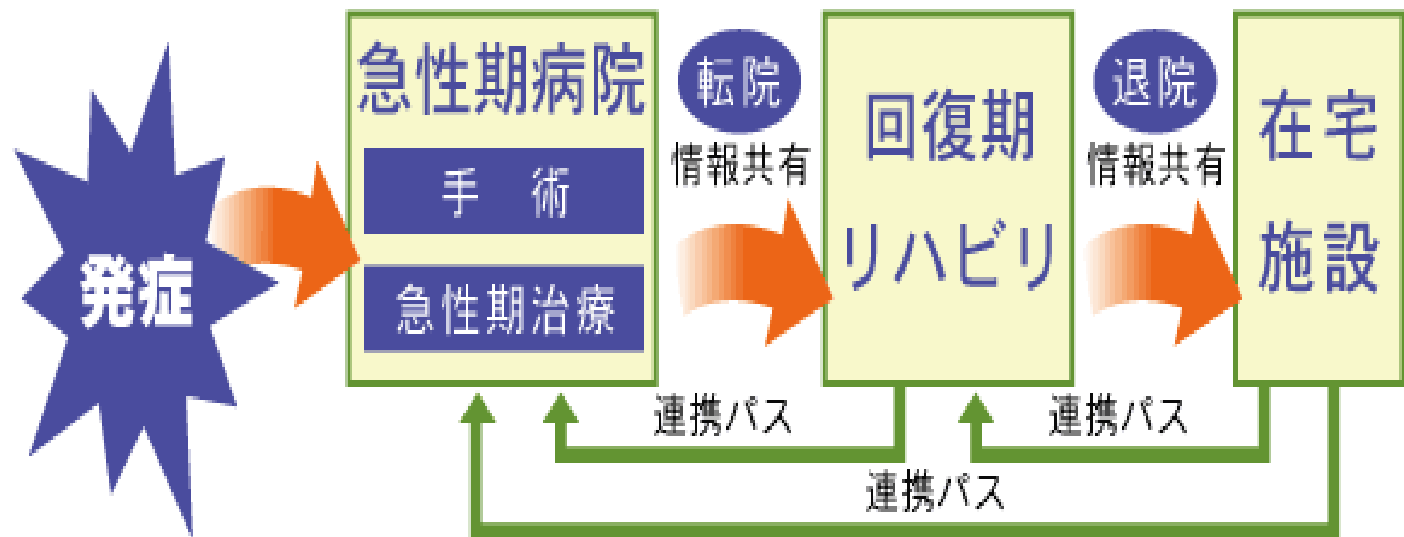 発症
急性期病院
手 術
急性期治療
転院
情報共有
回復期
リハビリ
退院
情報共有
在宅
施設
連携パス
連携パス
連携パス